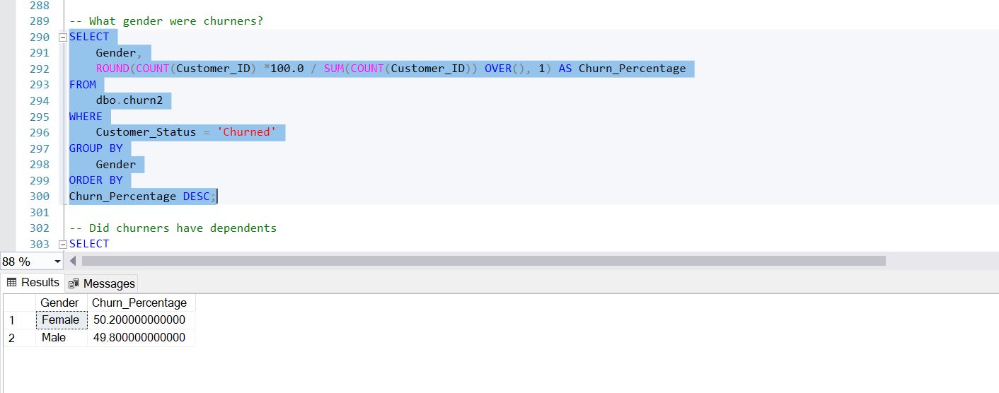 288
289 -- What gender were churners?
290 SELECT
291 Gender,
292 ROUND(COUNT(Customer_ID) *100.0 / SUM(COUNT(Customer_ID)) OVER(), 1) AS Churn_Percentage
293 FROM
294 dbo.churn2
295 WHERE
296 Customer_Status = 'Churned'
297 GROUP BY
298 Gender
299 ORDER BY
300 Churn_Percentage DESC;
301
302 -- Did churners have dependents
303 SELECT
88 %
Results Messages
Gender Churn_Percentage
1 Female 50.200000000000
2 Male 49.800000000000